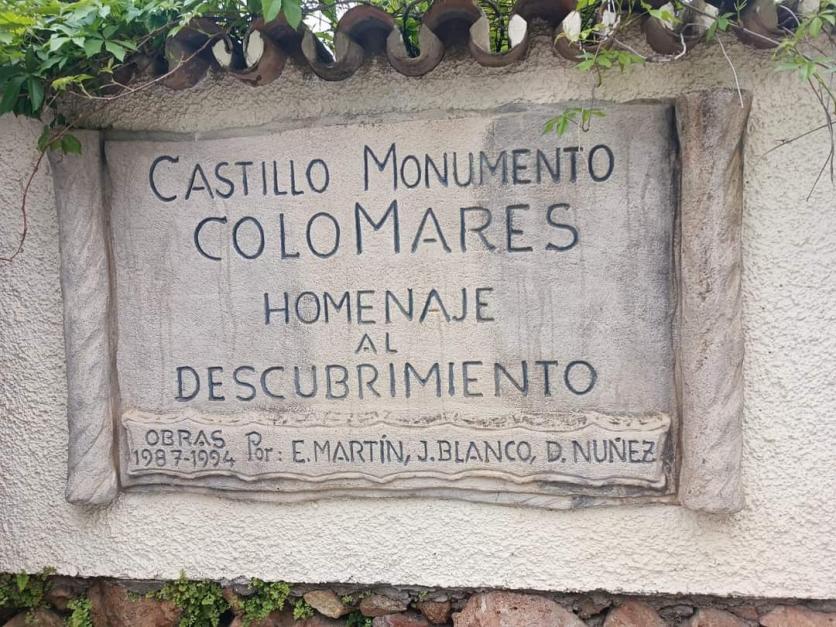 CASTILLO MONUMENTO
COLOMARES
HOMENAJE
AL
DESCUBRIMIENTO
OBRAS
1987-1994 Por: E. MARTÍN, J. BLANCO, D. NUÑEZ